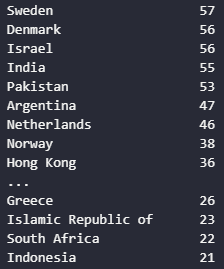 Sweden 57
Denmark 56
Israel 56
India 55
Pakistan 53
Argentina 47
Netherlands 46
Norway 38
Hong Kong 36
...
Greece 26
Islamic Republic of 23
South Africa 22
Indonesia 21